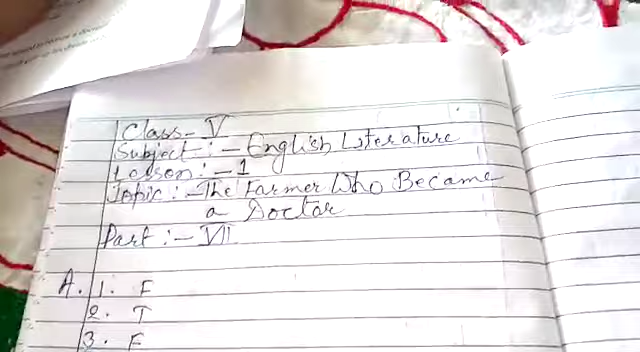 Class - V
Subject :- English Literature
Lesson :- 1
Topic :- The Farmer Who Became
a Doctor
Part :- VII
A. 1. F
2. T
3. F